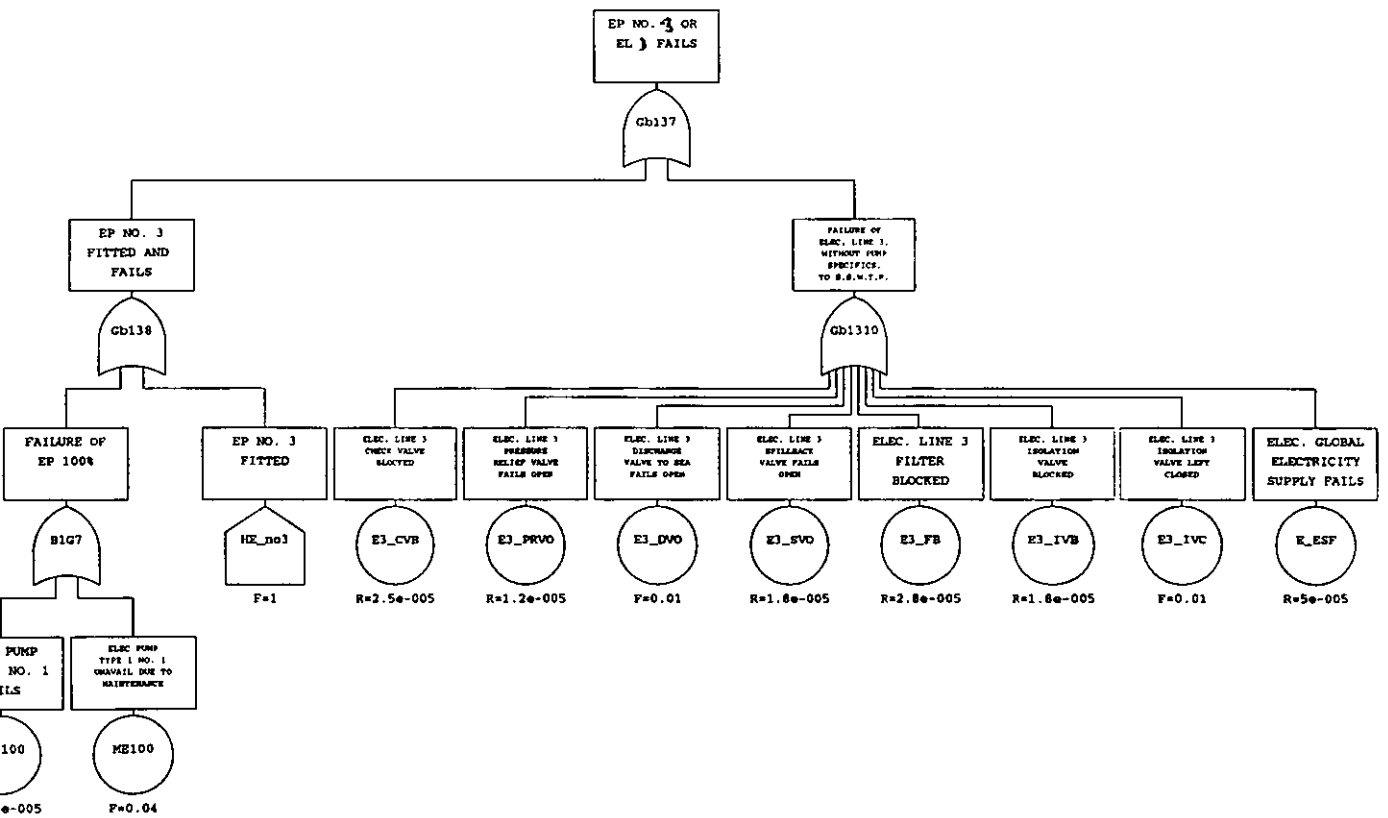 EP NO. 3 OR
EL 3 FAILS
Gb137
EP NO. 3
FITTED AND
FAILS
FAILURE OF
ELEC. LINE 3,
WITHOUT PUMP
SPECIFICS,
TO S.S.W.T.P.
Gb138
Gb1310
FAILURE OF
EP 100%
EP NO. 3
FITTED
ELEC. LINE 3
CHECK VALVE
BLOCKED
ELEC. LINE 3
PRESSURE
RELIEF VALVE
FAILS OPEN
ELEC. LINE 3
DISCHARGE
VALVE TO SEA
FAILS OPEN
ELEC. LINE 3
SPILLBACK
VALVE FAILS
OPEN
ELEC. LINE 3
FILTER
BLOCKED
ELEC. LINE 3
ISOLATION
VALVE
BLOCKED
ELEC. LINE 3
ISOLATION
VALVE LEFT
CLOSED
ELEC. GLOBAL
ELECTRICITY
SUPPLY FAILS
B1G7
HE_no3
E3_CVB
E3_PRVO
E3_DVO
E3_SVO
E3_FB
E3_IVB
E3_IVC
E_ESF
F=1
R=2.5e-005
R=1.2e-005
F=0.01
R=1.8e-005
R=2.8e-005
R=1.8e-005
F=0.01
R=5e-005
PUMP
NO. 1
ILS
ELEC PUMP
TYPE 1 NO. 1
UNAVAIL DUE TO
MAINTENANCE
100
ME100
e-005
F=0.04